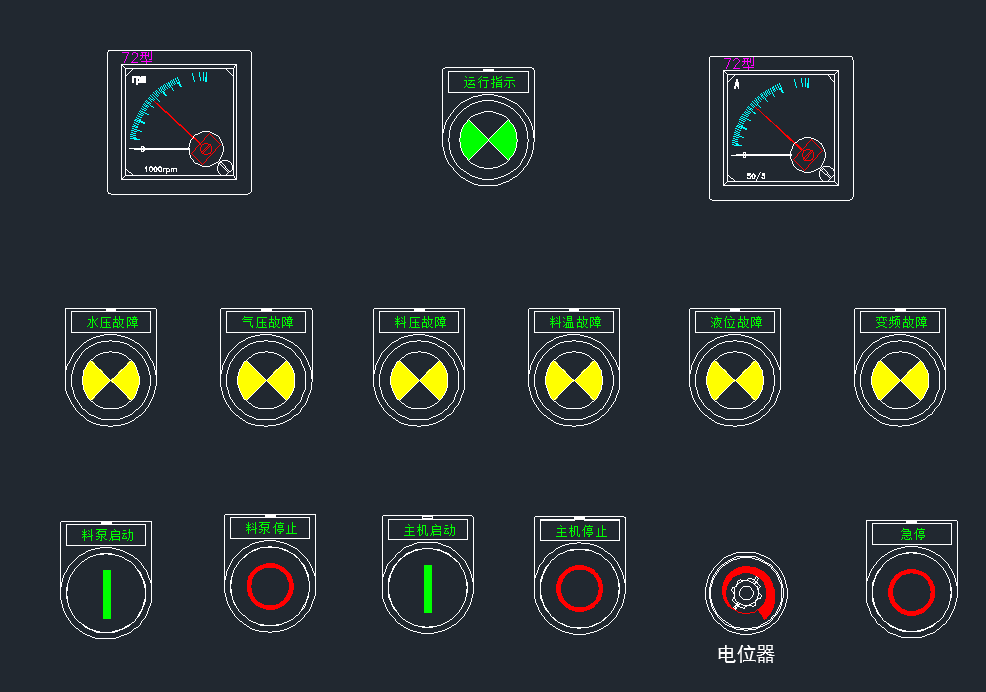 72型
rpm
0
1000rpm
运行指示
72型
A
0
50/5
水压故障
气压故障
料压故障
料温故障
液位故障
变频故障
料泵启动
料泵停止
主机启动
主机停止
电位器
急停